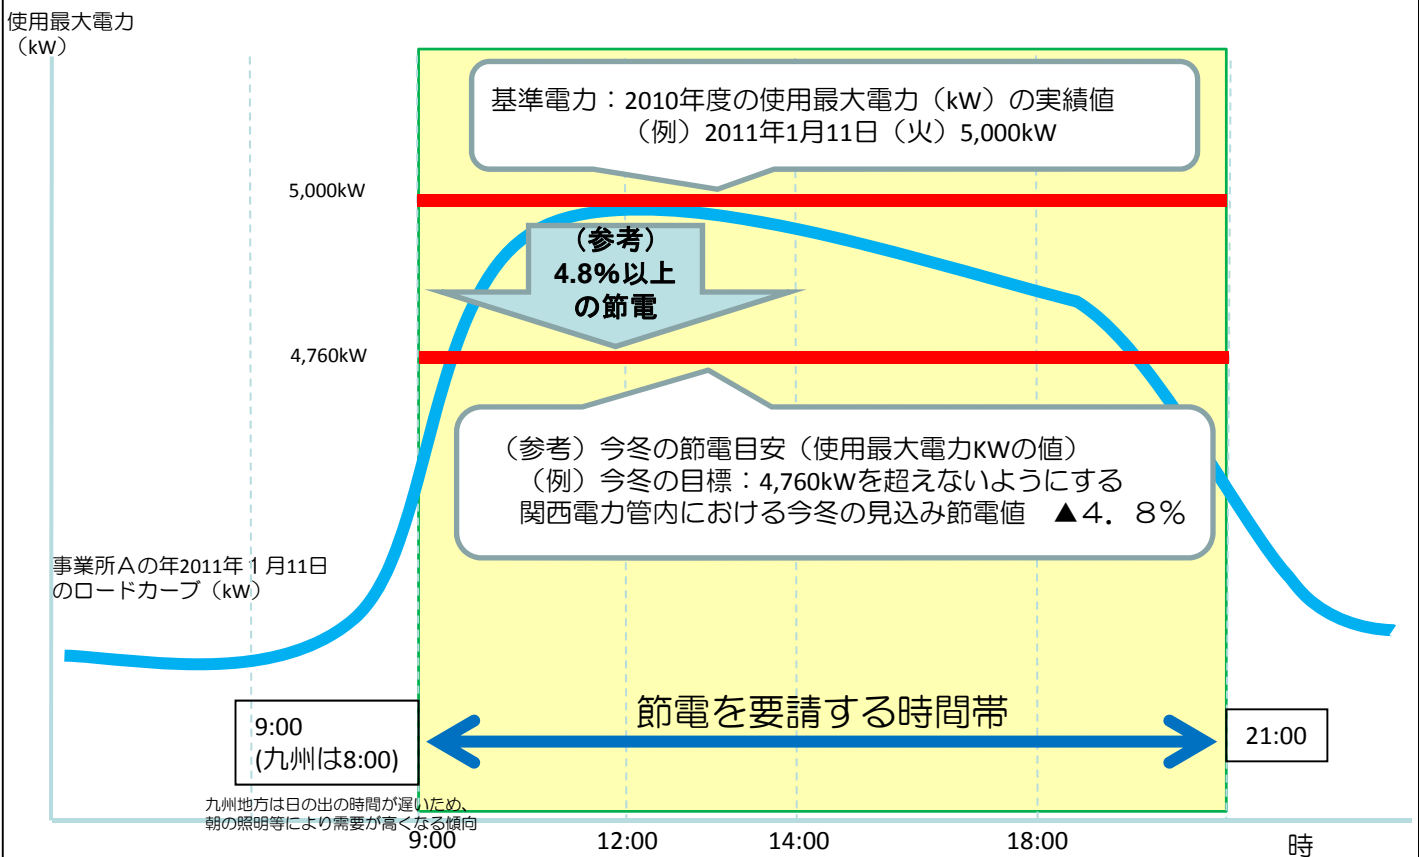 使用最大電力
（kW）
基準電力：2010年度の使用最大電力（kW）の実績値
（例）2011年1月11日（火）5,000kW
5,000kW
（参考）
4.8%以上
の節電
4,760kW
（参考）今冬の節電目安（使用最大電力KWの値）
（例）今冬の目標：4,760kWを超えないようにする
関西電力管内における今冬の見込み節電値　▲４．８％
事業所Ａの年2011年１月11日
のロードカーブ（kW）
節電を要請する時間帯
9:00
(九州は8:00)
21:00
九州地方は日の出の時間が遅いため、
朝の照明等により需要が高くなる傾向
9:00 12:00 14:00 18:00 時